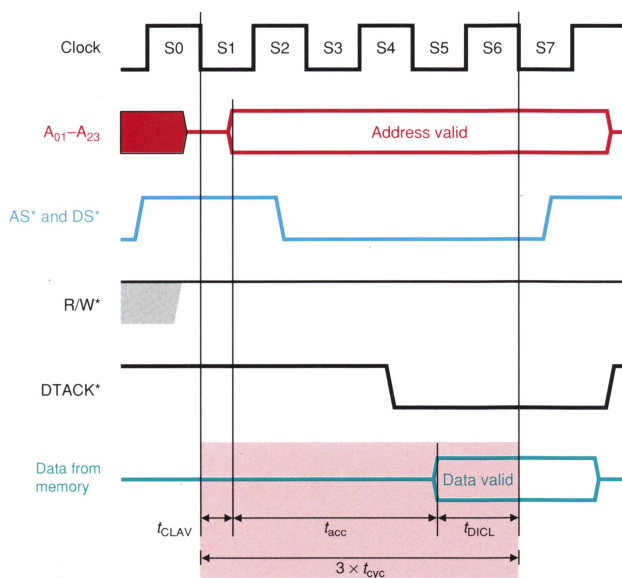 Clock S0 S1 S2 S3 S4 S5 S6 S7
A01–A23 Address valid
AS* and DS*
R/W*
DTACK*
Data from
memory
Data valid
tCLAV tacc tDICL
3 × tcyc